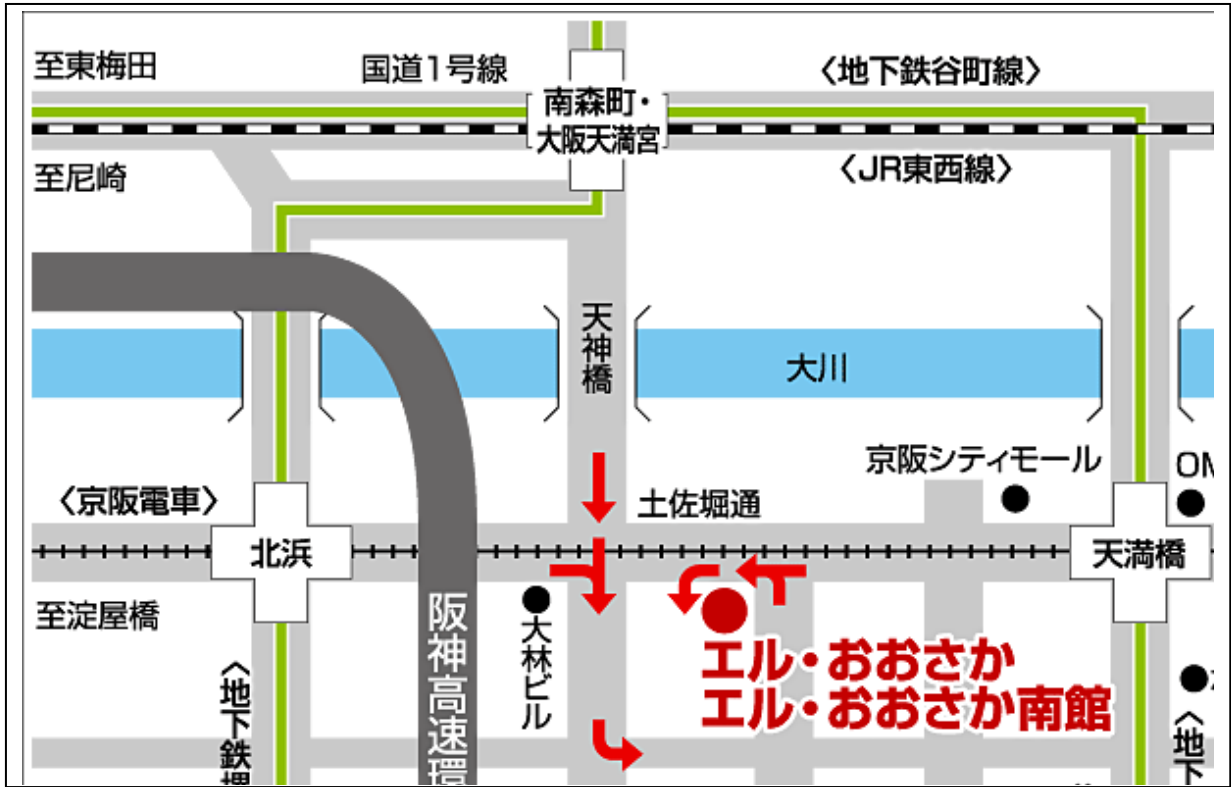 至東梅田
国道1号線
〈地下鉄谷町線〉
南森町・
大阪天満宮
至尼崎
〈JR東西線〉
天神橋
大川
京阪シティモール
OM
〈京阪電車〉
土佐堀通
北浜
天満橋
至淀屋橋
大林ビル
阪神高速環
エル・おおさか
エル・おおさか南館
〈地下鉄堺
〈地下